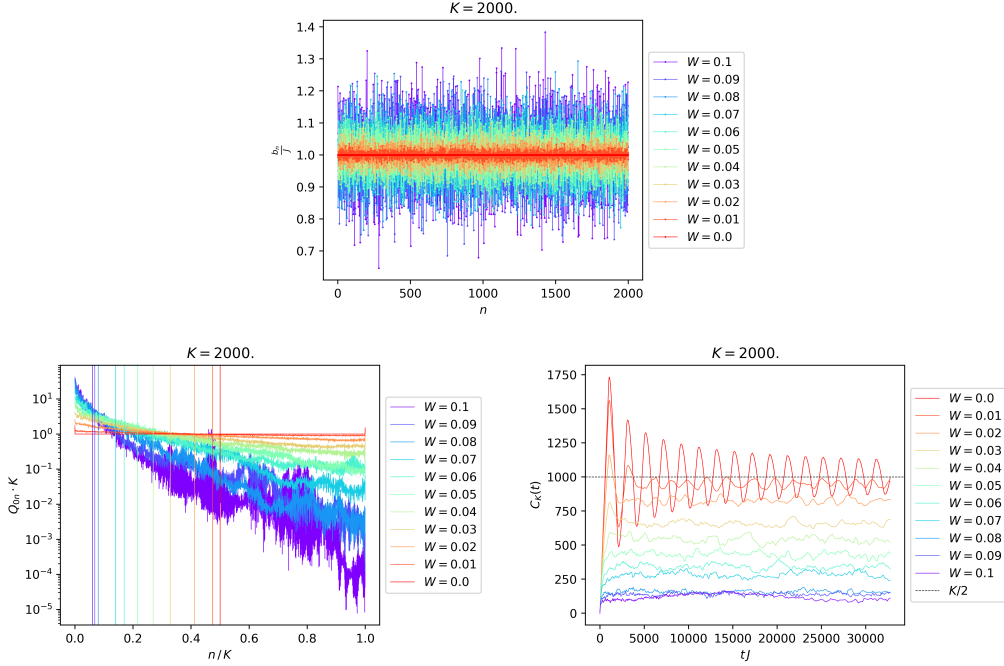 K = 2000.
1.4
1.3
1.2
1.1
1.0
0.9
0.8
0.7
b_n/J
0 500 1000 1500 2000
n
W = 0.1
W = 0.09
W = 0.08
W = 0.07
W = 0.06
W = 0.05
W = 0.04
W = 0.03
W = 0.02
W = 0.01
W = 0.0
K = 2000.
10^1
10^0
10^−1
10^−2
10^−3
10^−4
10^−5
Q_{0n} · K
0.0 0.2 0.4 0.6 0.8 1.0
n / K
W = 0.1
W = 0.09
W = 0.08
W = 0.07
W = 0.06
W = 0.05
W = 0.04
W = 0.03
W = 0.02
W = 0.01
W = 0.0
K = 2000.
1750
1500
1250
1000
750
500
250
0
C_K(t)
0 5000 10000 15000 20000 25000 30000
t J
W = 0.0
W = 0.01
W = 0.02
W = 0.03
W = 0.04
W = 0.05
W = 0.06
W = 0.07
W = 0.08
W = 0.09
W = 0.1
K/2